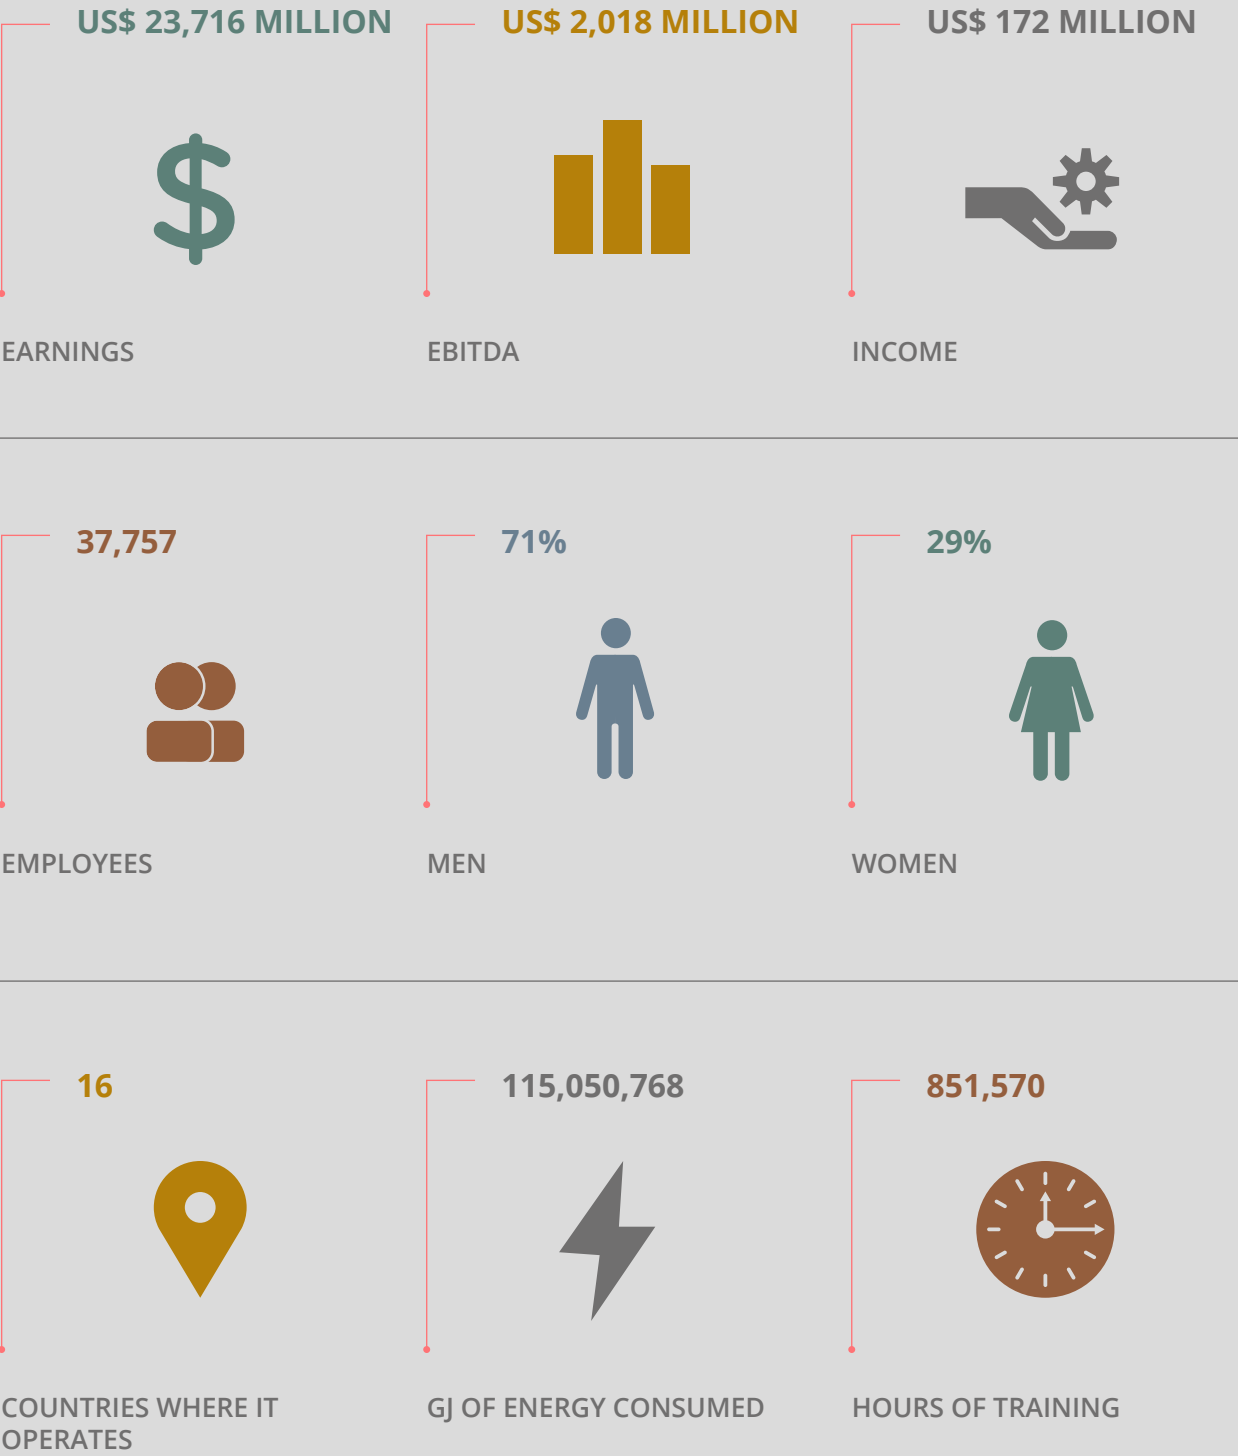 US$ 23,716 MILLION
US$ 2,018 MILLION
US$ 172 MILLION
EARNINGS
EBITDA
INCOME
37,757
71%
29%
EMPLOYEES
MEN
WOMEN
16
115,050,768
851,570
COUNTRIES WHERE IT
OPERATES
GJ OF ENERGY CONSUMED
HOURS OF TRAINING